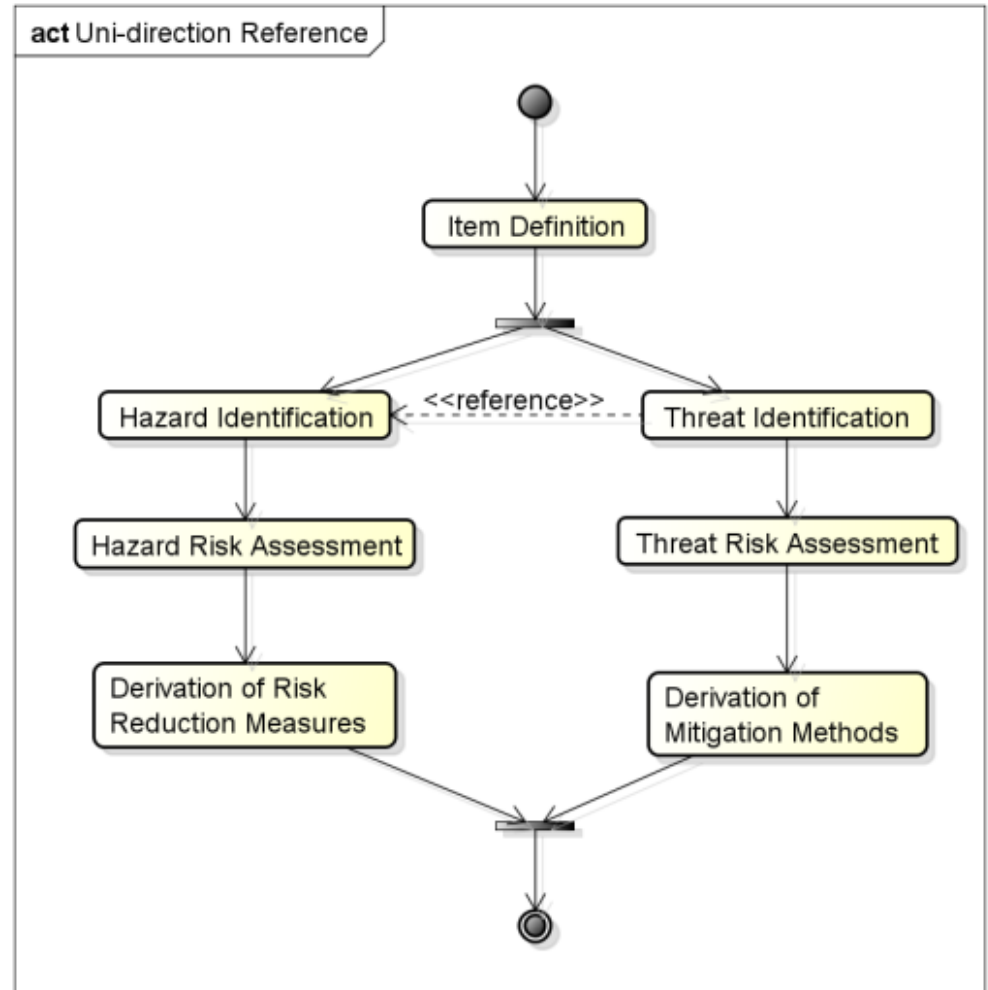 act Uni-direction Reference
Item Definition
<<reference>>
Hazard Identification
Threat Identification
Hazard Risk Assessment
Threat Risk Assessment
Derivation of Risk
Reduction Measures
Derivation of
Mitigation Methods